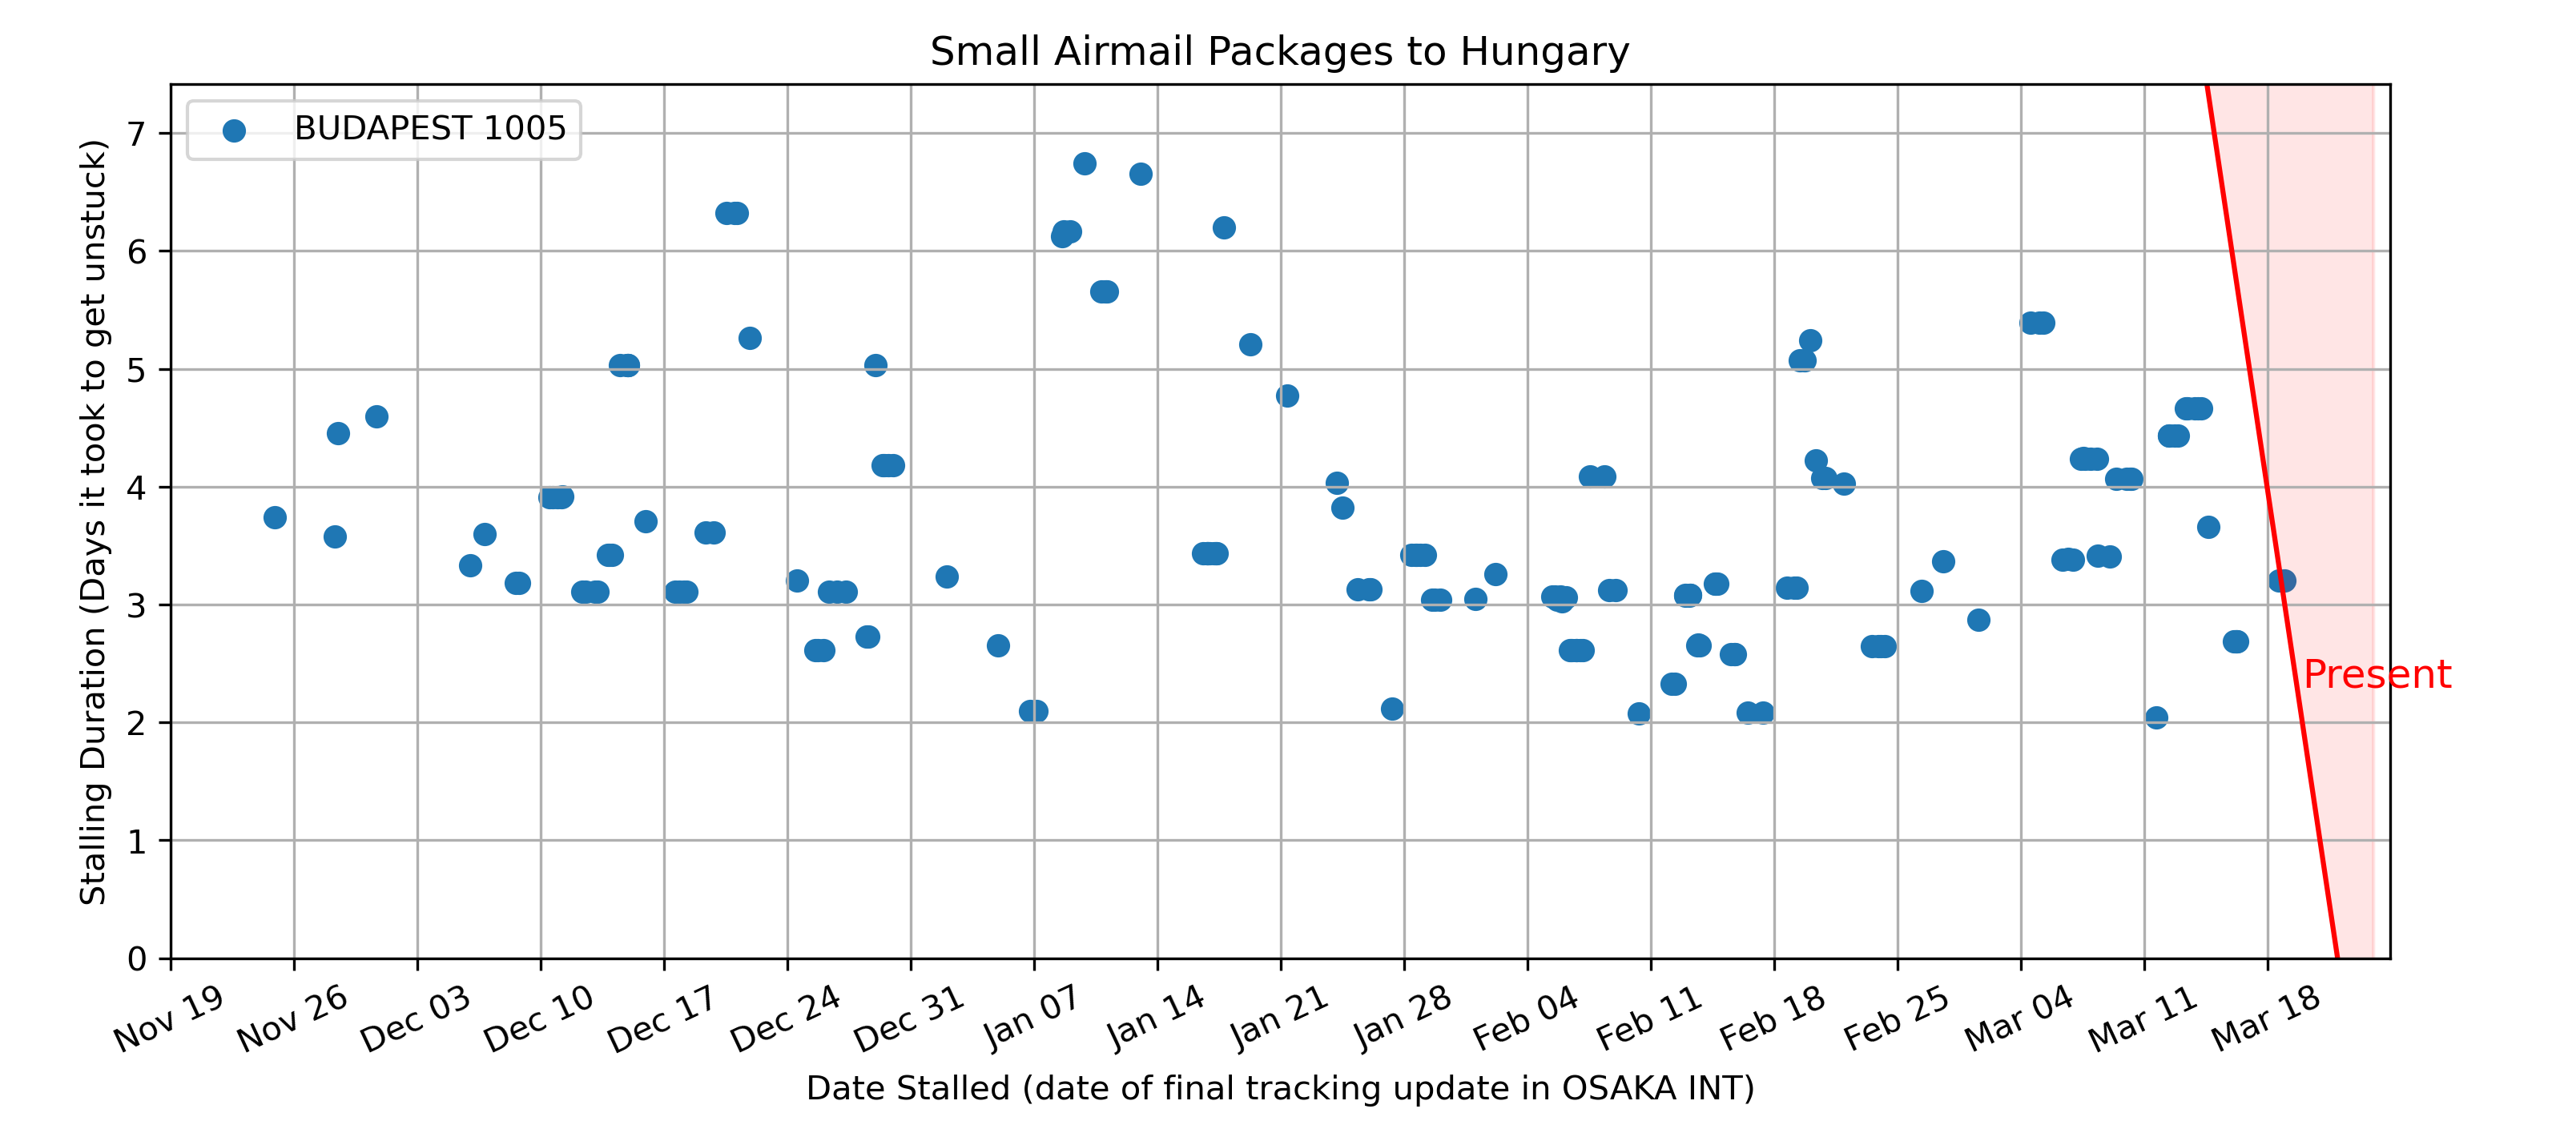 Small Airmail Packages to Hungary
BUDAPEST 1005
Stalling Duration (Days it took to get unstuck)
7
6
5
4
3
2
1
0
Present
Nov 19
Nov 26
Dec 03
Dec 10
Dec 17
Dec 24
Dec 31
Jan 07
Jan 14
Jan 21
Jan 28
Feb 04
Feb 11
Feb 18
Feb 25
Mar 04
Mar 11
Mar 18
Date Stalled (date of final tracking update in OSAKA INT)